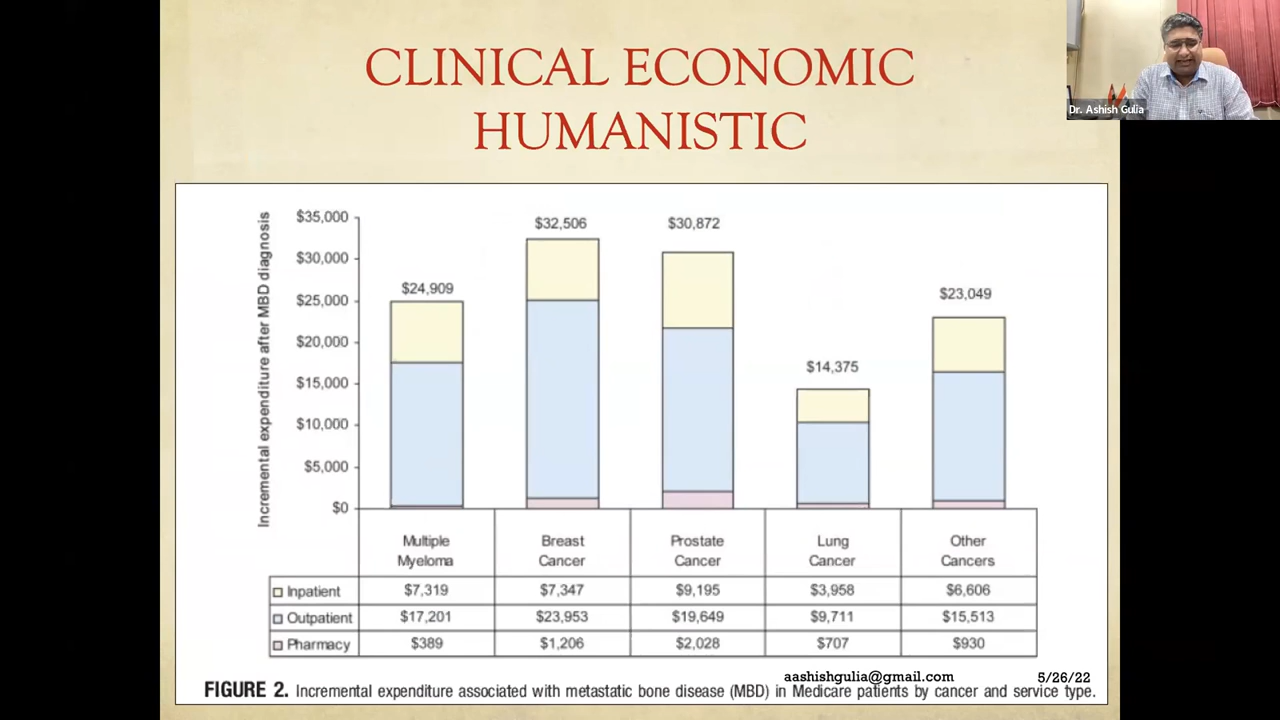 CLINICAL ECONOMIC
HUMANISTIC
Dr. Ashish Gulia
Incremental expenditure after MBD diagnosis
$35,000
$30,000
$25,000
$20,000
$15,000
$10,000
$5,000
$0
$24,909
$32,506
$30,872
$14,375
$23,049
Multiple Myeloma
Breast Cancer
Prostate Cancer
Lung Cancer
Other Cancers
Inpatient $7,319 $7,347 $9,195 $3,958 $6,606
Outpatient $17,201 $23,953 $19,649 $9,711 $15,513
Pharmacy $389 $1,206 $2,028 $707 $930
aashishgulia@gmail.com 5/26/22
FIGURE 2. Incremental expenditure associated with metastatic bone disease (MBD) in Medicare patients by cancer and service type.